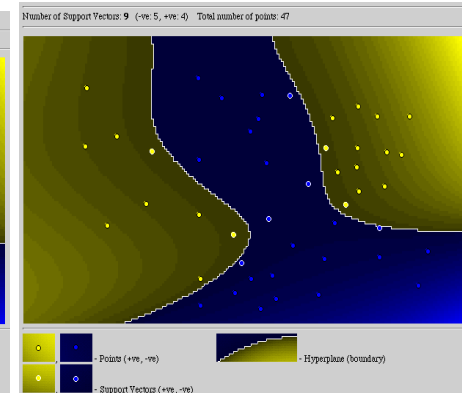 Number of Support Vectors: 9 (-ve: 5, +ve: 4) Total number of points: 47
, - Points (+ve, -ve)
- Hyperplane (boundary)
, - Support Vectors (+ve, -ve)